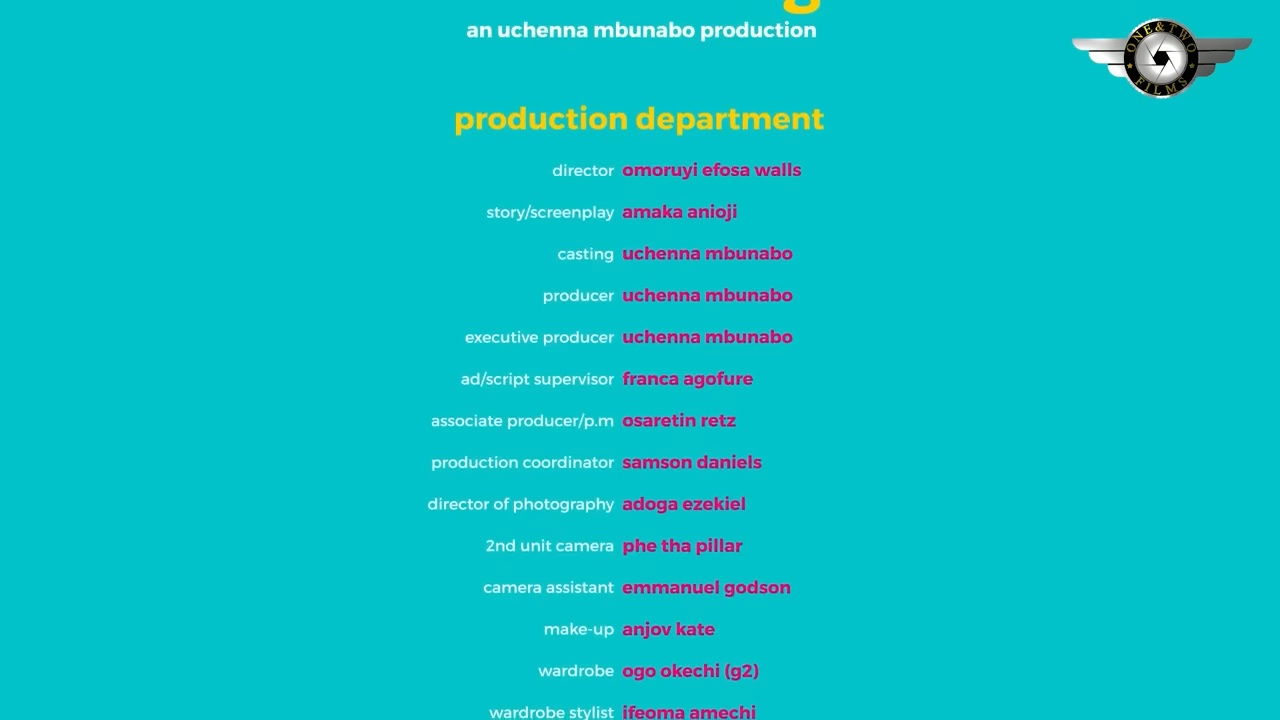 an uchenna mbunabo production
ONE&TWO
FILMS
production department
director omoruyi efosa walls
story/screenplay amaka anioji
casting uchenna mbunabo
producer uchenna mbunabo
executive producer uchenna mbunabo
ad/script supervisor franca agofure
associate producer/p.m osaretin retz
production coordinator samson daniels
director of photography adoga ezekiel
2nd unit camera phe tha pillar
camera assistant emmanuel godson
make-up anjov kate
wardrobe ogo okechi (g2)
wardrobe stylist ifeoma amechi